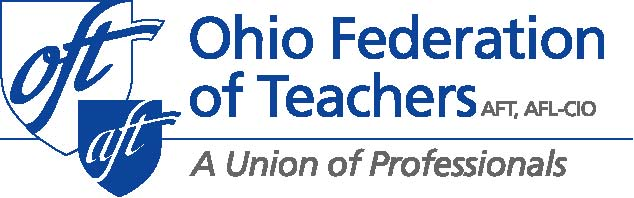 oft
aft
Ohio Federation
of Teachers AFT, AFL-CIO
A Union of Professionals